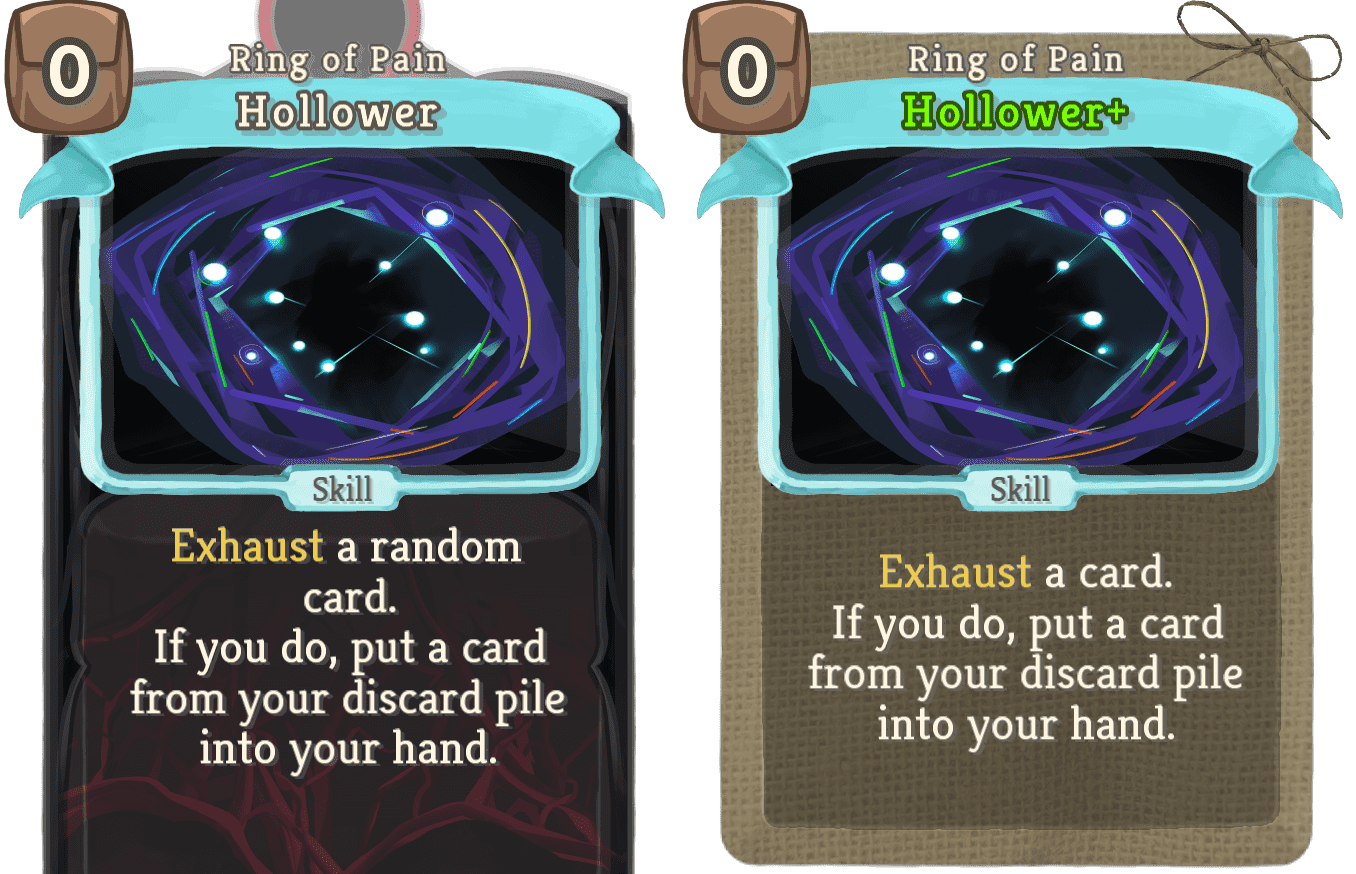 0
Ring of Pain
Hollower
Skill
Exhaust a random
card.
If you do, put a card
from your discard pile
into your hand.
0
Ring of Pain
Hollower+
Skill
Exhaust a card.
If you do, put a card
from your discard pile
into your hand.